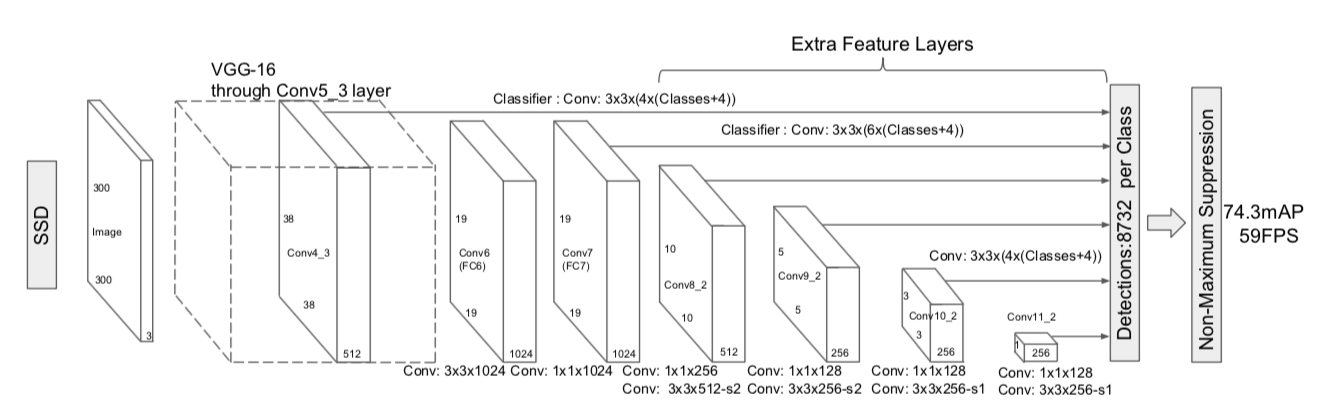 Extra Feature Layers
VGG-16
through Conv5_3 layer
Classifier : Conv: 3x3x(4x(Classes+4))
Classifier : Conv: 3x3x(6x(Classes+4))
SSD
300
Image
300
3
38
Conv4_3
38
512
19
Conv6
(FC6)
19
1024
19
Conv7
(FC7)
19
1024
10
Conv8_2
10
512
5
Conv9_2
5
256
Conv: 3x3x(4x(Classes+4))
3
Conv10_2
3
256
Conv11_2
1
256
Detections:8732 per Class
Non-Maximum Suppression
74.3mAP
59FPS
Conv: 3x3x1024
Conv: 1x1x1024
Conv: 1x1x256
Conv: 3x3x512-s2
Conv: 1x1x128
Conv: 3x3x256-s2
Conv: 1x1x128
Conv: 3x3x256-s1
Conv: 1x1x128
Conv: 3x3x256-s1